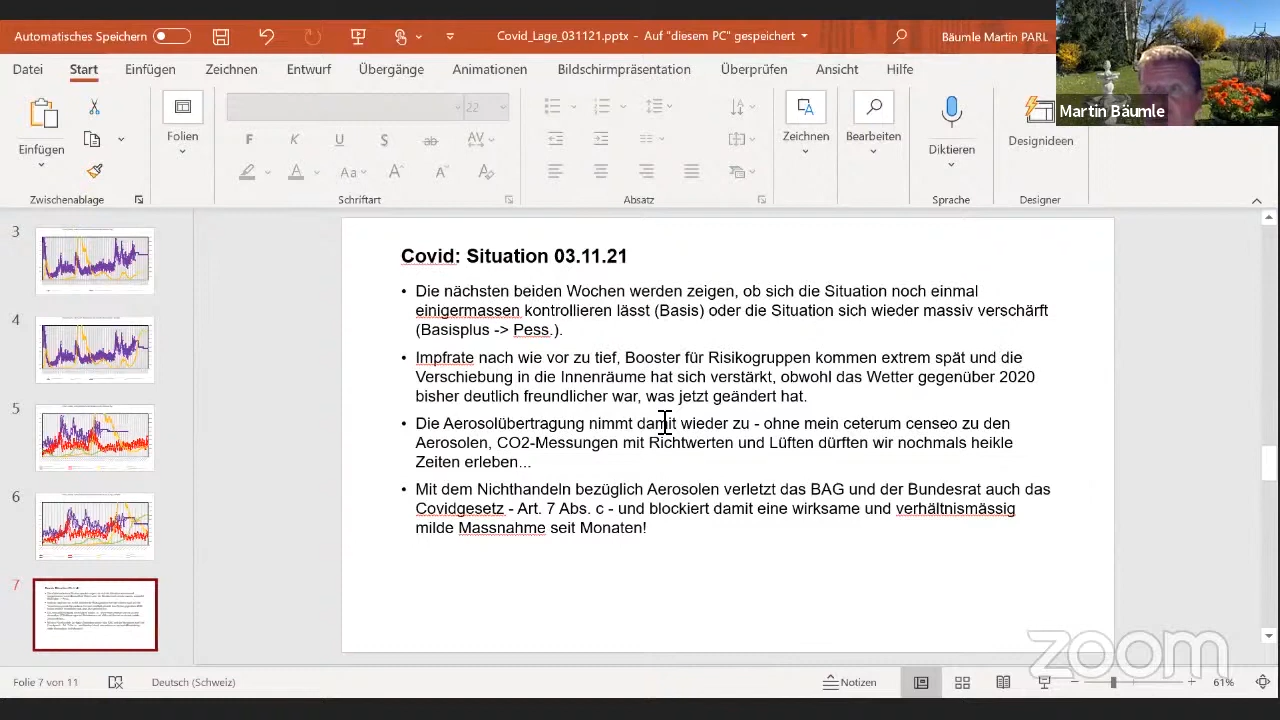 Automatisches Speichern
Covid_Lage_031121.pptx - Auf "diesem PC" gespeichert
Bäumle Martin PARL
Datei Start Einfügen Zeichnen Entwurf Übergänge Animationen Bildschirmpräsentation Überprüfen Ansicht Hilfe
22
Einfügen
Folien
F K U S ab AV
Aa A A
Zeichnen
Bearbeiten
Diktieren
Designideen
Zwischenablage Schriftart Absatz Sprache Designer
Martin Bäumle
3
4
5
6
7
Covid: Situation 03.11.21
• Die nächsten beiden Wochen werden zeigen, ob sich die Situation noch einmal
einigermassen kontrollieren lässt (Basis) oder die Situation sich wieder massiv verschärft
(Basisplus -> Pess.).
• Impfrate nach wie vor zu tief, Booster für Risikogruppen kommen extrem spät und die
Verschiebung in die Innenräume hat sich verstärkt, obwohl das Wetter gegenüber 2020
bisher deutlich freundlicher war, was jetzt geändert hat.
• Die Aerosolübertragung nimmt damit wieder zu - ohne mein ceterum censeo zu den
Aerosolen, CO2-Messungen mit Richtwerten und Lüften dürften wir nochmals heikle
Zeiten erleben...
• Mit dem Nichthandeln bezüglich Aerosolen verletzt das BAG und der Bundesrat auch das
Covidgesetz - Art. 7 Abs. c - und blockiert damit eine wirksame und verhältnismässig
milde Massnahme seit Monaten!
zoom
Folie 7 von 11 Deutsch (Schweiz) Notizen 61%